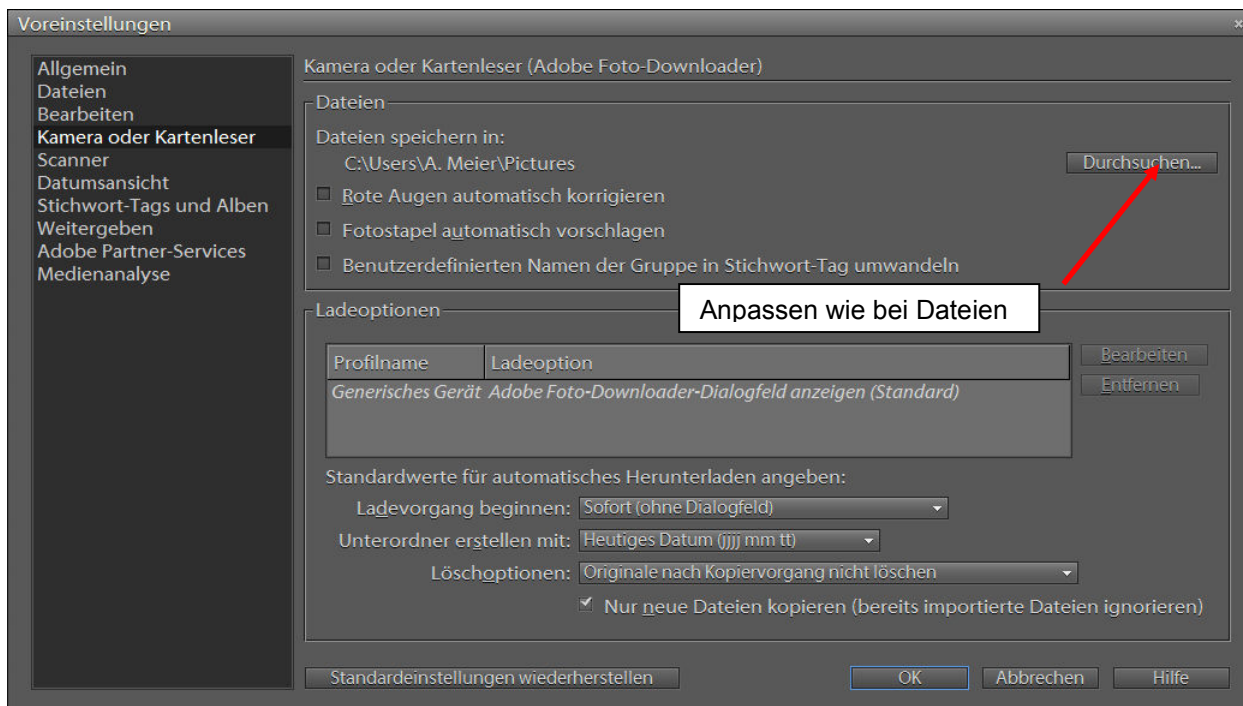 Voreinstellungen
Allgemein
Dateien
Bearbeiten
Kamera oder Kartenleser
Scanner
Datumsansicht
Stichwort-Tags und Alben
Weitergeben
Adobe Partner-Services
Medienanalyse
Kamera oder Kartenleser (Adobe Foto-Downloader)
Dateien
Dateien speichern in:
C:\Users\A. Meier\Pictures
Durchsuchen...
Rote Augen automatisch korrigieren
Fotostapel automatisch vorschlagen
Benutzerdefinierten Namen der Gruppe in Stichwort-Tag umwandeln
Anpassen wie bei Dateien
Ladeoptionen
Profilname Ladeoption
Generisches Gerät Adobe Foto-Downloader-Dialogfeld anzeigen (Standard)
Bearbeiten
Entfernen
Standardwerte für automatisches Herunterladen angeben:
Ladevorgang beginnen: Sofort (ohne Dialogfeld)
Unterordner erstellen mit: Heutiges Datum (jjjj mm tt)
Löschoptionen: Originale nach Kopiervorgang nicht löschen
Nur neue Dateien kopieren (bereits importierte Dateien ignorieren)
Standardeinstellungen wiederherstellen OK Abbrechen Hilfe